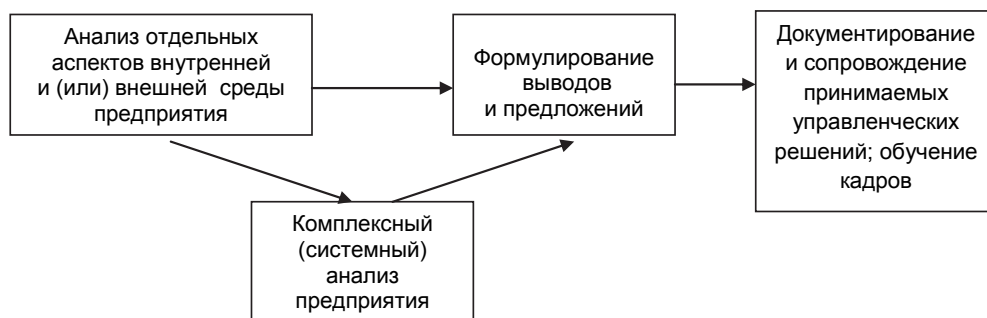 Анализ отдельных
аспектов внутренней
и (или) внешней среды
предприятия
Формулирование
выводов
и предложений
Документирование
и сопровождение
принимаемых
управленческих
решений; обучение
кадров
Комплексный
(системный)
анализ
предприятия